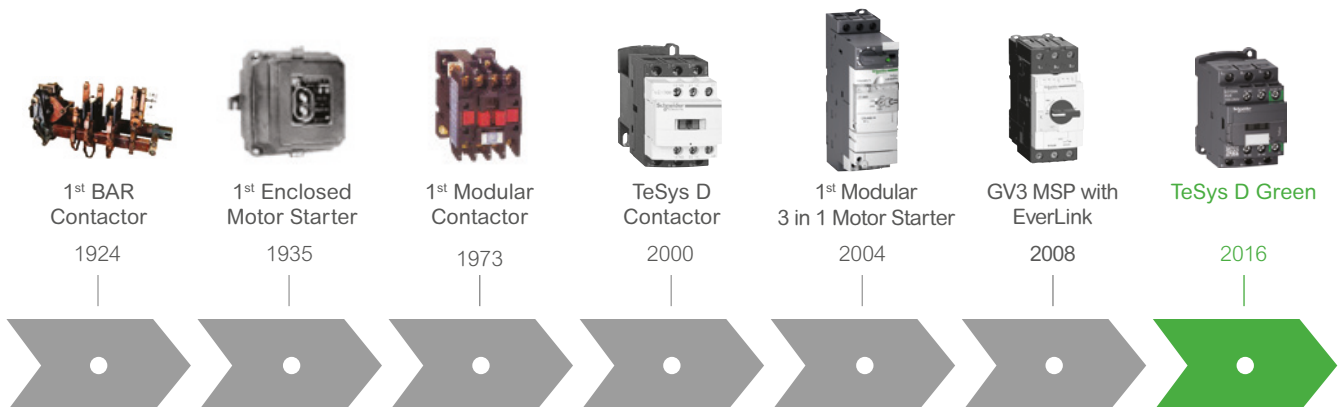 1st BAR
Contactor
1924
1st Enclosed
Motor Starter
1935
1st Modular
Contactor
1973
TeSys D
Contactor
2000
1st Modular
3 in 1 Motor Starter
2004
GV3 MSP with
EverLink
2008
TeSys D Green
2016
Schneider